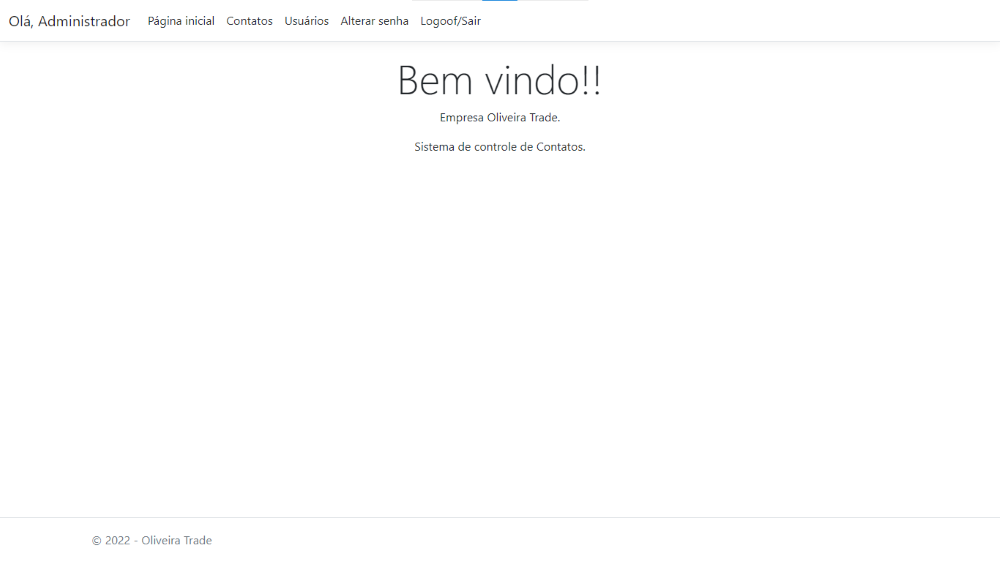 Olá, Administrador Página inicial Contatos Usuários Alterar senha Logoof/Sair
Bem vindo!!
Empresa Oliveira Trade.
Sistema de controle de Contatos.
© 2022 - Oliveira Trade